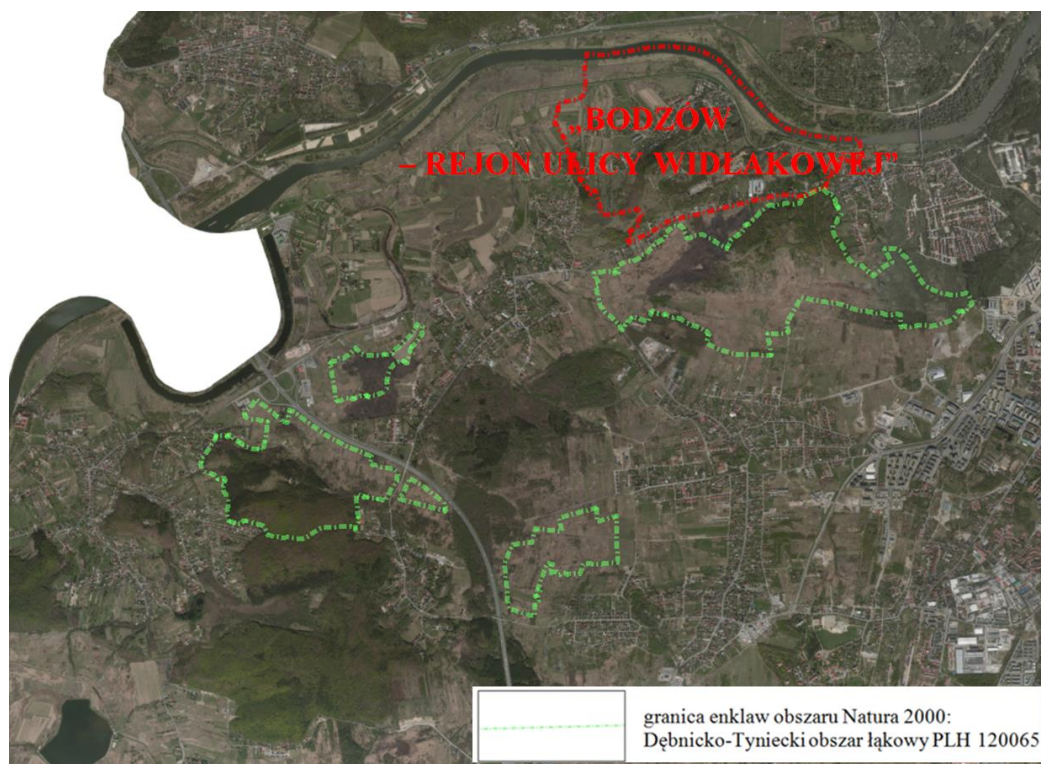 „BODZÓW
– REJON ULICY WIDŁAKOWEJ”
granica enklaw obszaru Natura 2000:
Dębnicko-Tyniecki obszar łąkowy PLH 120065